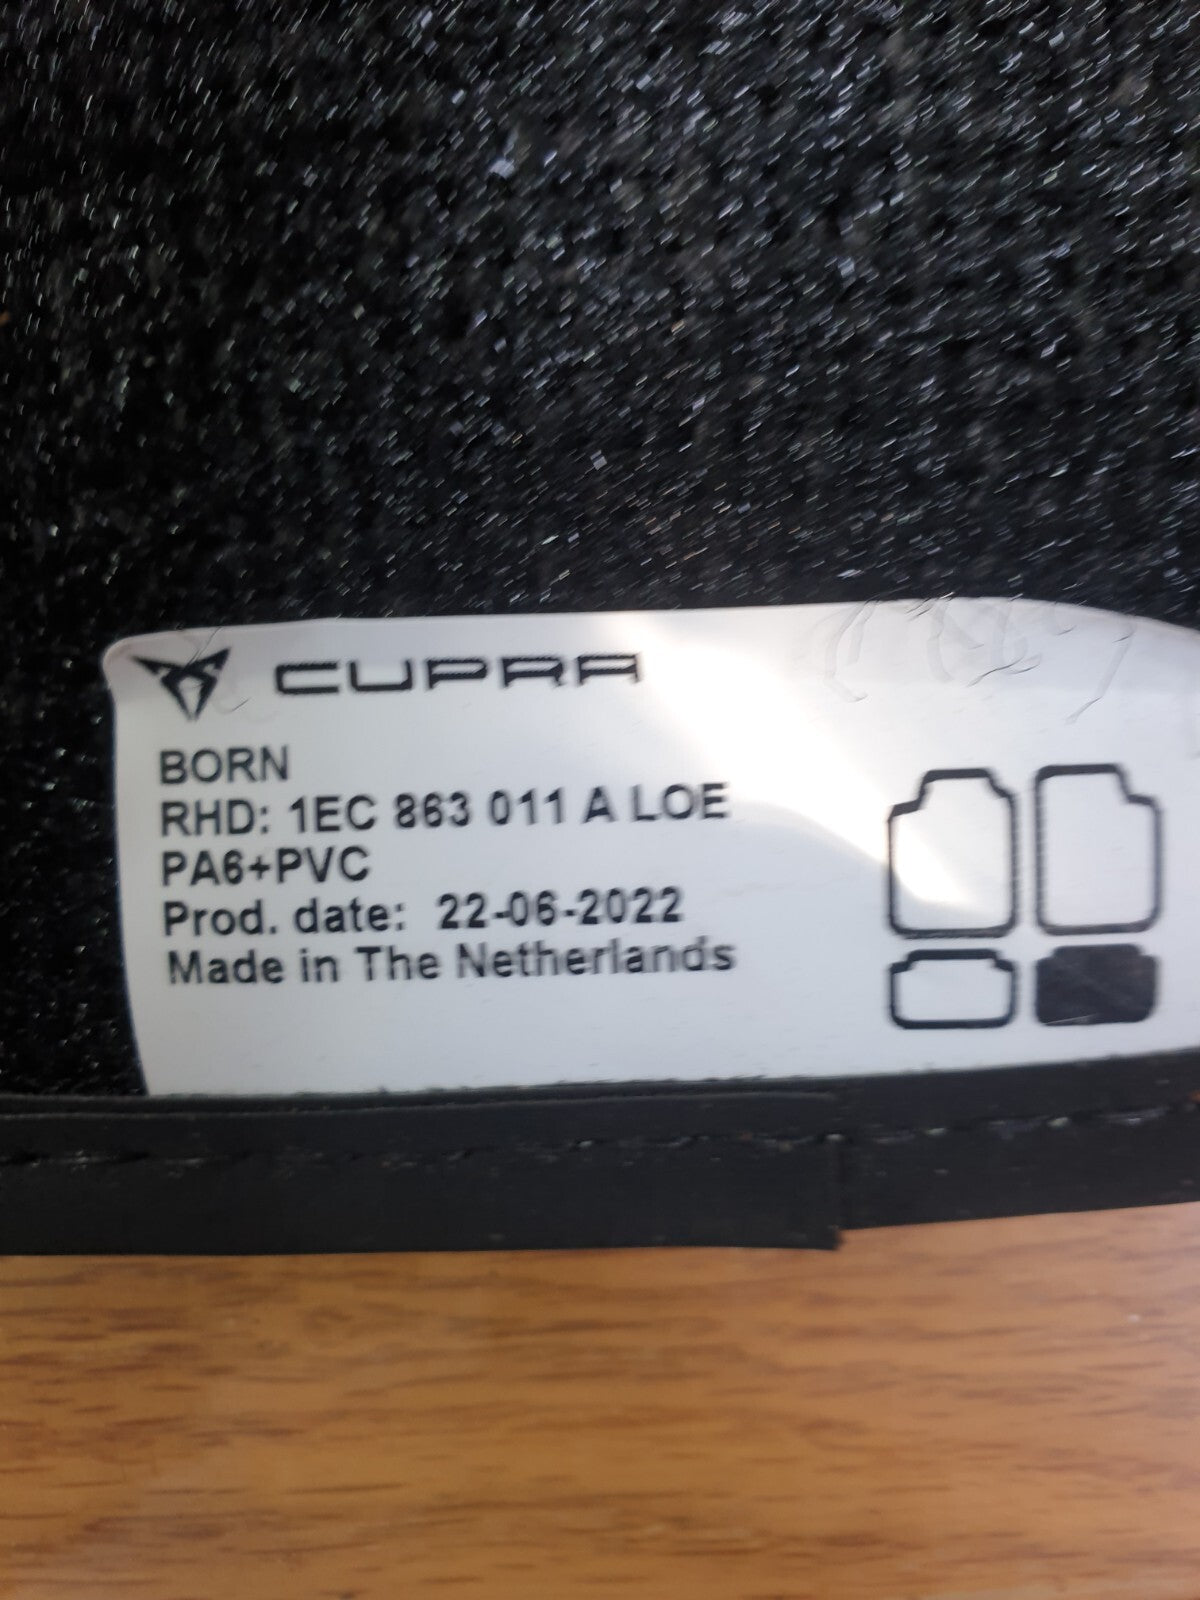 CUPRA
BORN
RHD: 1EC 863 011 A LOE
PA6+PVC
Prod. date: 22-06-2022
Made in The Netherlands